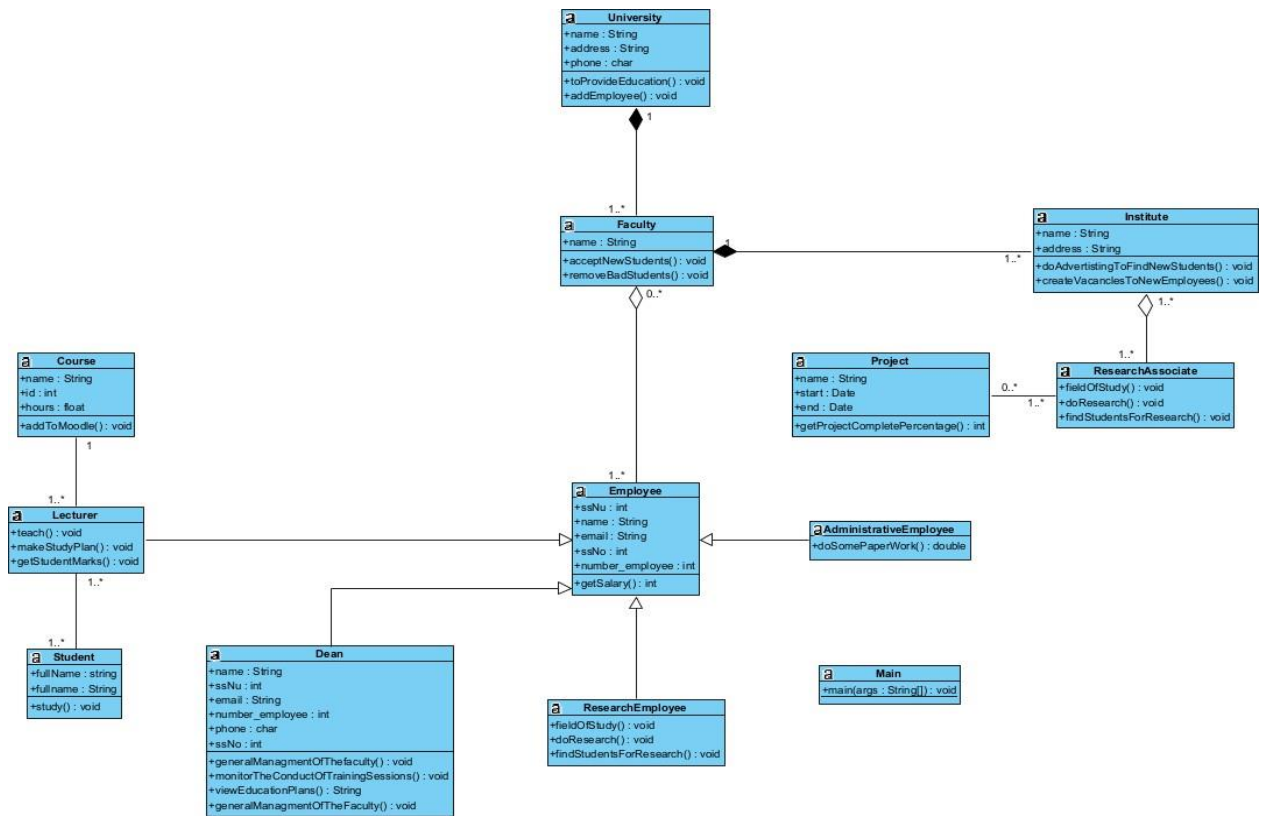 University
+name : String
+address : String
+phone : char
+toProvideEducation() : void
+addEmployee() : void
1
1..*
Faculty
+name : String
+acceptNewStudents() : void
+removeBadStudents() : void
1
1..*
Institute
+name : String
+address : String
+doAdvertistingToFindNewStudents() : void
+createVacanclesToNewEmployees() : void
0..*
1..*
1..*
Course
+name : String
+id : int
+hours : float
+addToMoodle() : void
1
1..*
Project
+name : String
+start : Date
+end : Date
+getProjectCompletePercentage() : int
0..*
1..*
ResearchAssociate
+fieldOfStudy() : void
+doResearch() : void
+findStudentsForResearch() : void
1..*
Employee
+ssNu : int
+name : String
+email : String
+ssNo : int
+number_employee : int
+getSalary() : int
Lecturer
+teach() : void
+makeStudyPlan() : void
+getStudentMarks() : void
1..*
1..*
AdministrativeEmployee
+doSomePaperWork() : double
Student
+fullName : string
+fullname : String
+study() : void
Dean
+name : String
+ssNu : int
+email : String
+number_employee : int
+phone : char
+ssNo : int
+generalManagmentOfThefaculty() : void
+monitorTheConductOfTrainingSessions() : void
+viewEducationPlans() : String
+generalManagmentOfTheFaculty() : void
ResearchEmployee
+fieldOfStudy() : void
+doResearch() : void
+findStudentsForResearch() : void
Main
+main(args : String[]) : void